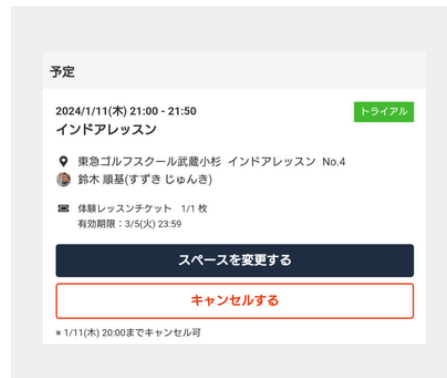 予定
2024/1/11(木) 21:00 - 21:50
トライアル
インドアレッスン
東急ゴルフスクール武蔵小杉 インドアレッスン No.4
鈴木 順基(すずき じゅんき)
体験レッスンチケット 1/1 枚
有効期限：3/5(火) 23:59
スペースを変更する
キャンセルする
※ 1/11(木) 20:00までキャンセル可